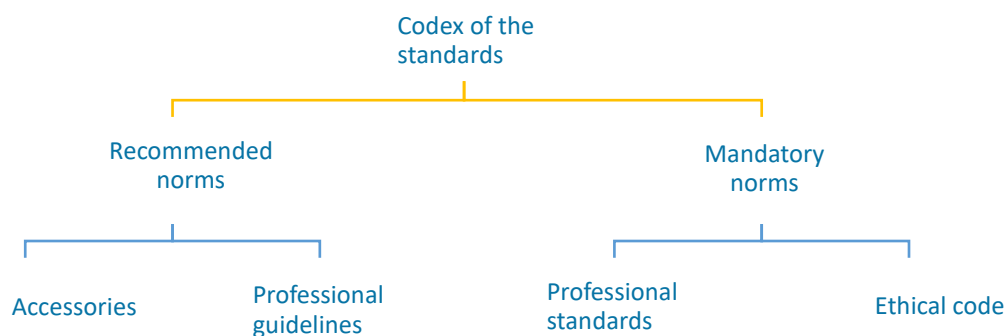 Codex of the
standards
Recommended
norms
Mandatory
norms
Accessories
Professional
guidelines
Professional
standards
Ethical code